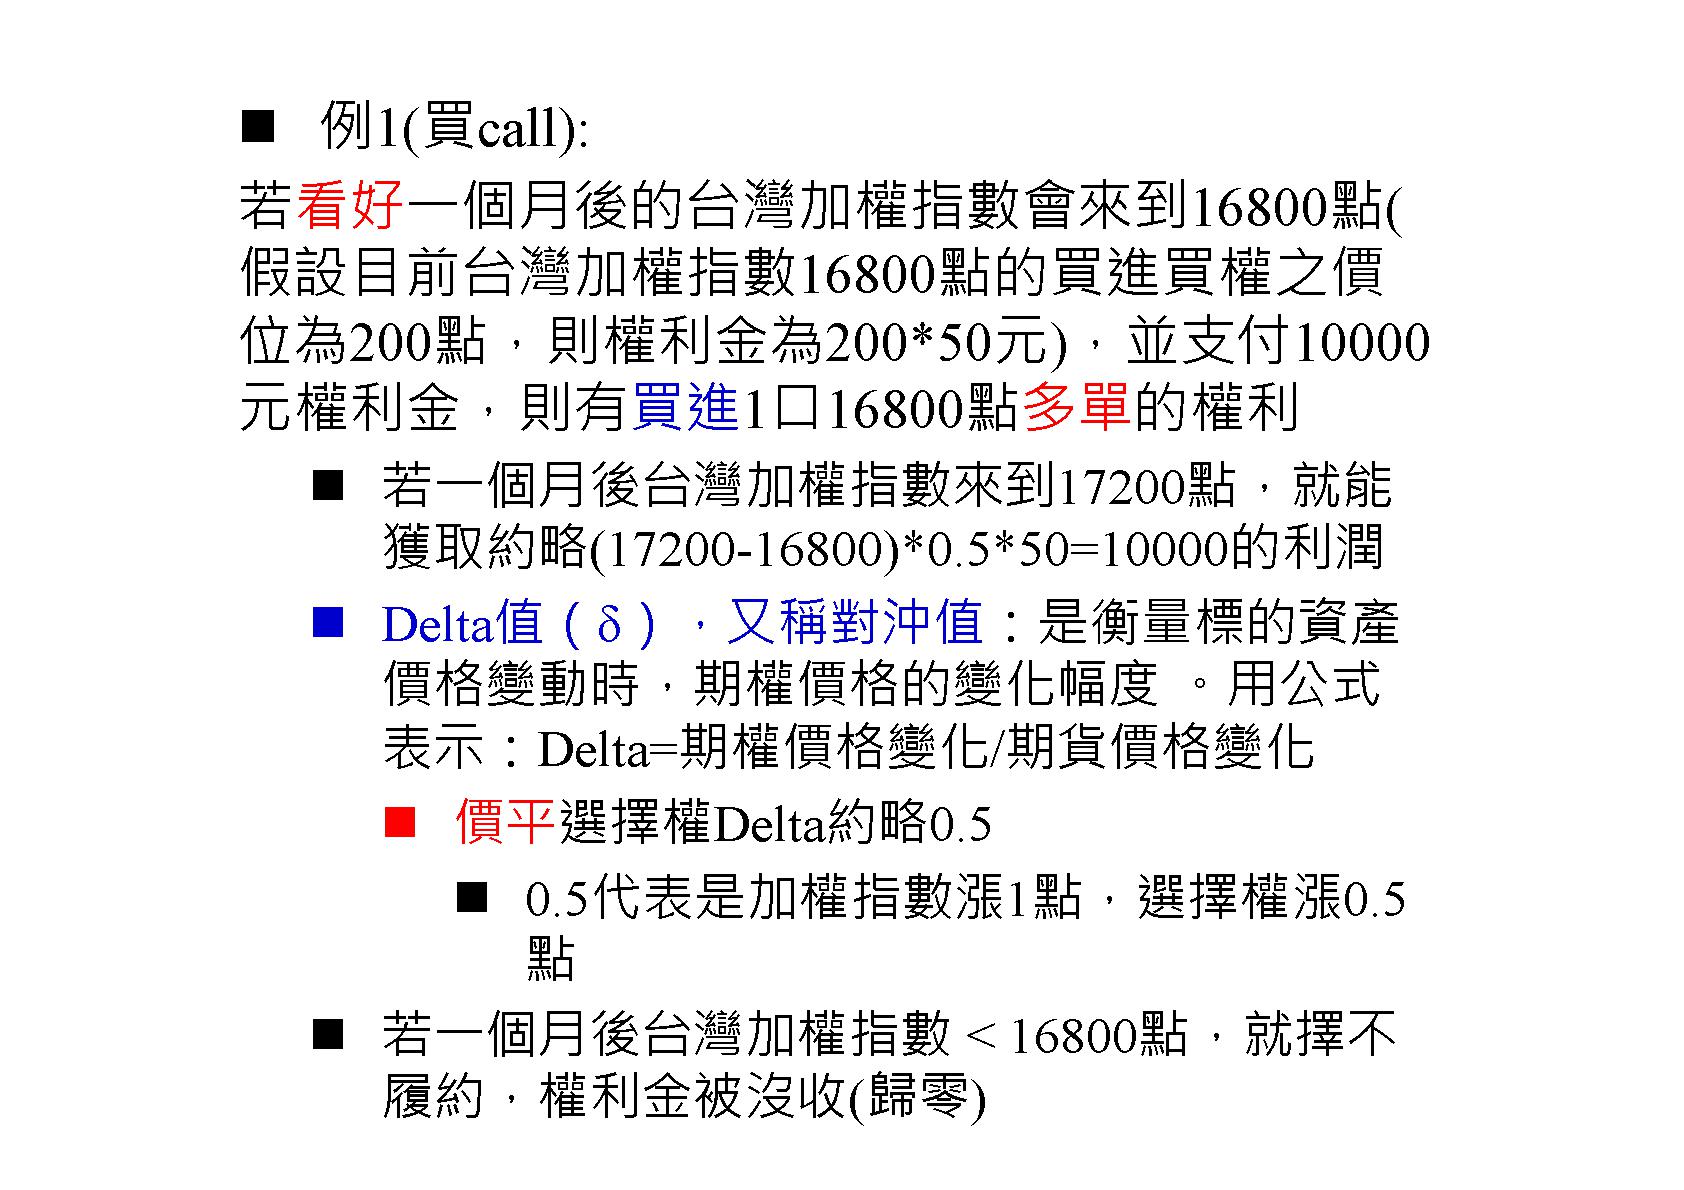 例1(買call):
若看好一個月後的台灣加權指數會來到16800點(
假設目前台灣加權指數16800點的買進買權之價
位為200點，則權利金為200*50元)，並支付10000
元權利金，則有買進1口16800點多單的權利
若一個月後台灣加權指數來到17200點，就能
獲取約略(17200-16800)*0.5*50=10000的利潤
Delta值（δ），又稱對沖值：是衡量標的資產
價格變動時，期權價格的變化幅度 。用公式
表示：Delta=期權價格變化/期貨價格變化
價平選擇權Delta約略0.5
0.5代表是加權指數漲1點，選擇權漲0.5
點
若一個月後台灣加權指數 < 16800點，就擇不
履約，權利金被沒收(歸零)